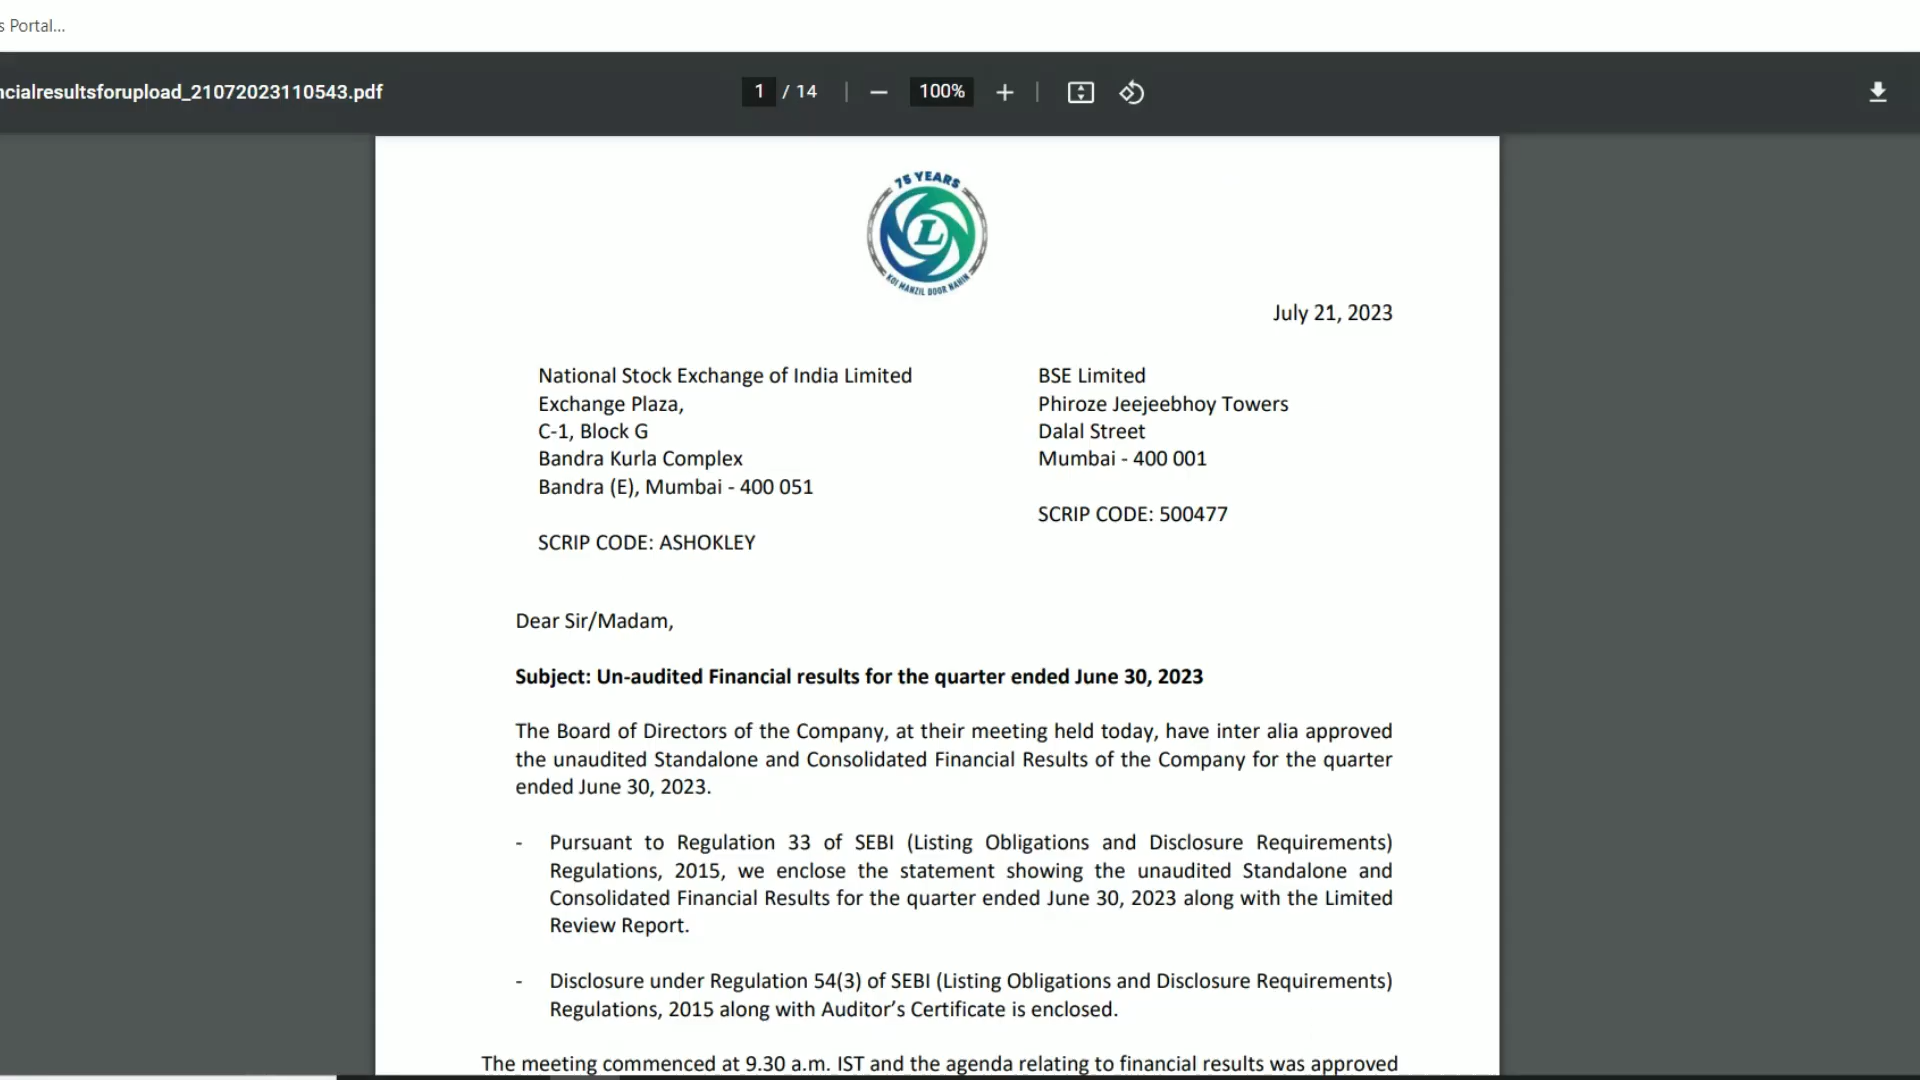 s Portal...
ncialresultsforupload_21072023110543.pdf
1 / 14
100%
75 YEARS
L
KOI MANZIL DOOR NAHIN
July 21, 2023
National Stock Exchange of India Limited
Exchange Plaza,
C-1, Block G
Bandra Kurla Complex
Bandra (E), Mumbai - 400 051
SCRIP CODE: ASHOKLEY
BSE Limited
Phiroze Jeejeebhoy Towers
Dalal Street
Mumbai - 400 001
SCRIP CODE: 500477
Dear Sir/Madam,
Subject: Un-audited Financial results for the quarter ended June 30, 2023
The Board of Directors of the Company, at their meeting held today, have inter alia approved
the unaudited Standalone and Consolidated Financial Results of the Company for the quarter
ended June 30, 2023.
- Pursuant to Regulation 33 of SEBI (Listing Obligations and Disclosure Requirements)
Regulations, 2015, we enclose the statement showing the unaudited Standalone and
Consolidated Financial Results for the quarter ended June 30, 2023 along with the Limited
Review Report.
- Disclosure under Regulation 54(3) of SEBI (Listing Obligations and Disclosure Requirements)
Regulations, 2015 along with Auditor’s Certificate is enclosed.
The meeting commenced at 9.30 a.m. IST and the agenda relating to financial results was approved